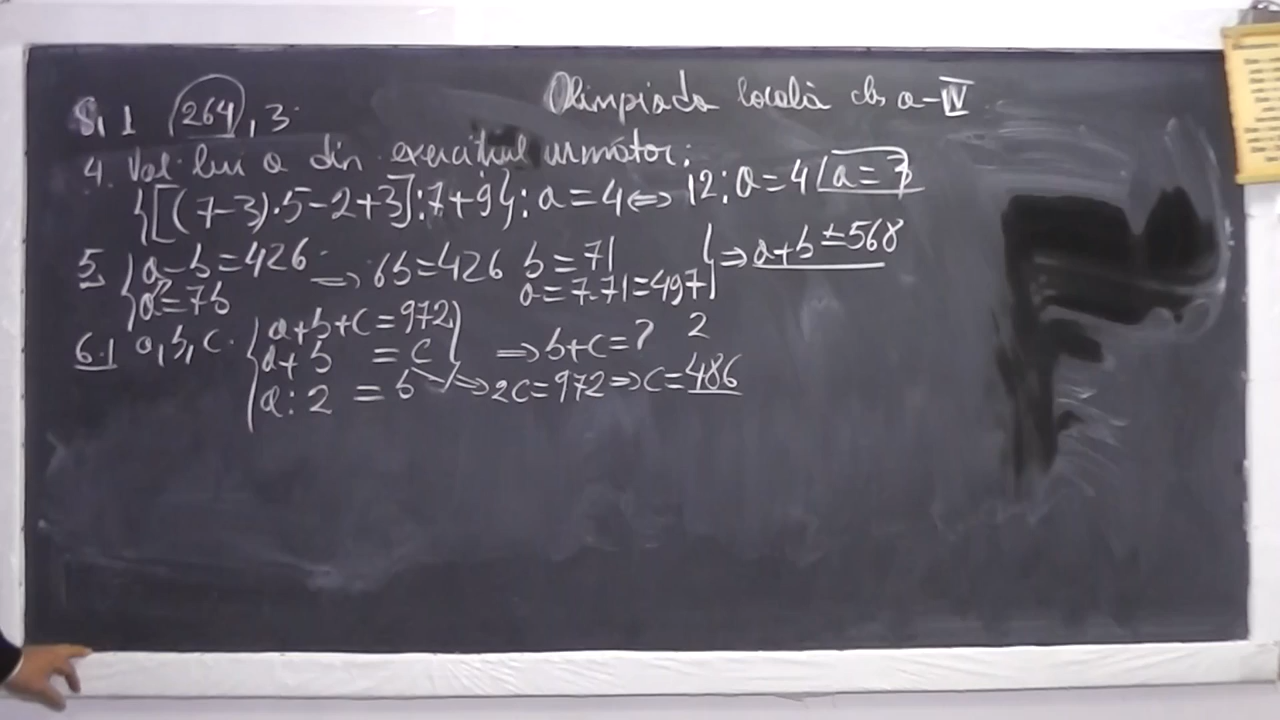 Olimpiada locală cls a-IV
S, 1 264, 3.
4. Val lui a din exercițiul următor:
{[(7-3)·5-2+3]:7+9}:a=4⟺12:a=4 a=3
5. {a-b=426 ⟹6b=426 b=71 }⟹a+b=568
{a=7b a=7·71=497}
6.1 a,b,c. {a+b+c=972} 2
a+b =c} ⟹b+c=?
a:2 =b ⟹2c=972⟹c=486